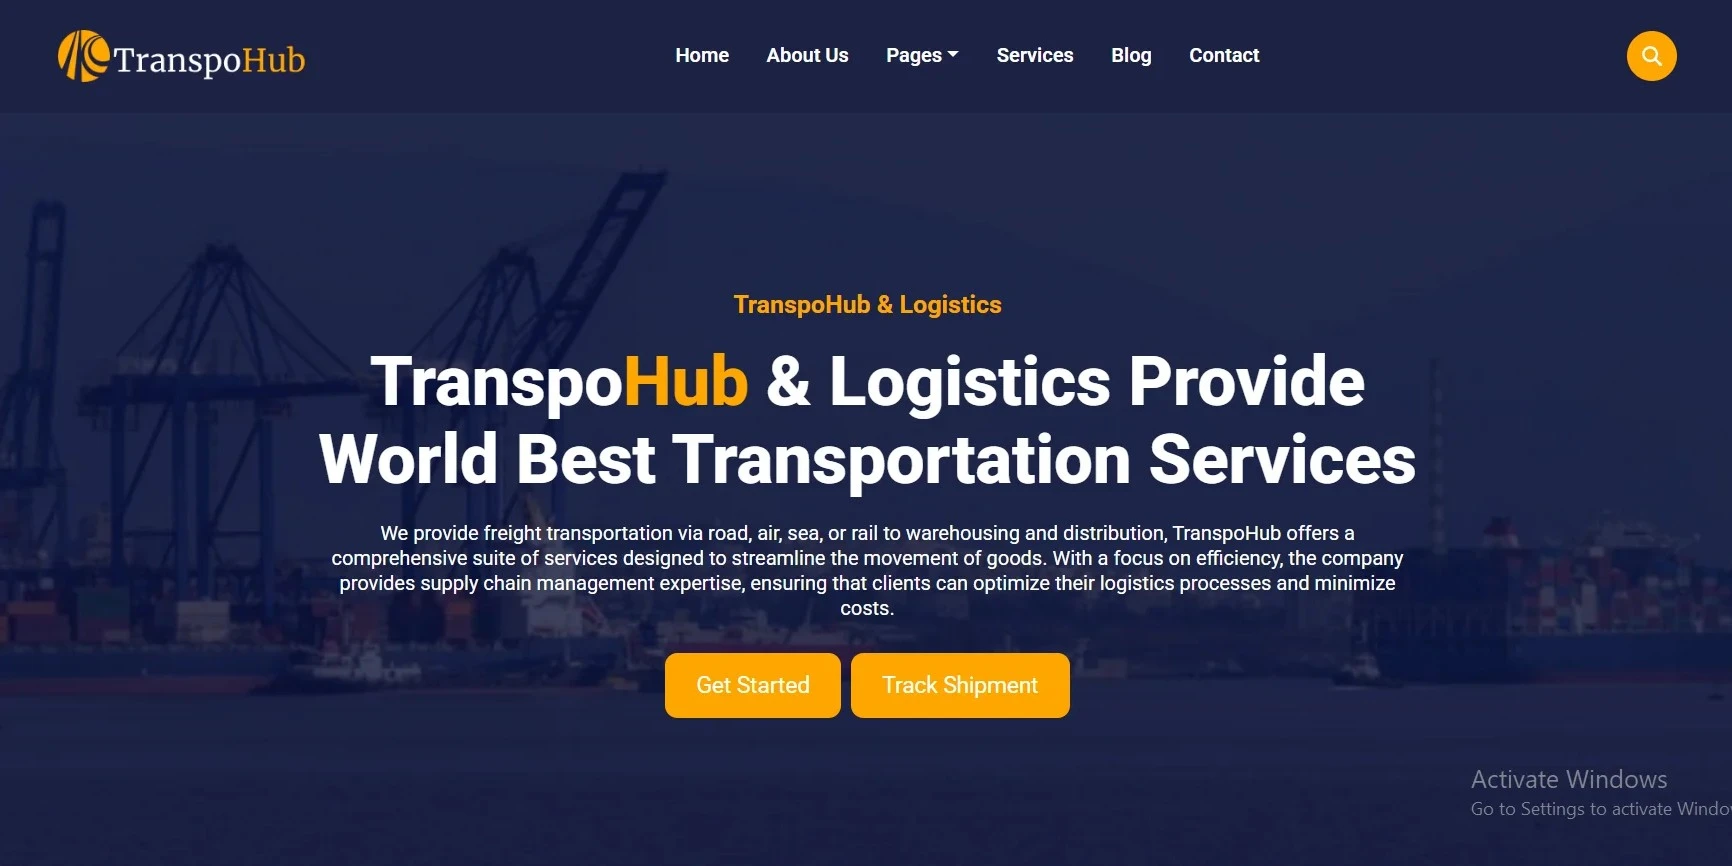 TranspoHub
Home About Us Pages Services Blog Contact
TranspoHub & Logistics
TranspoHub & Logistics Provide
World Best Transportation Services
We provide freight transportation via road, air, sea, or rail to warehousing and distribution, TranspoHub offers a
comprehensive suite of services designed to streamline the movement of goods. With a focus on efficiency, the company
provides supply chain management expertise, ensuring that clients can optimize their logistics processes and minimize
costs.
Get Started Track Shipment
Activate Windows
Go to Settings to activate Windo